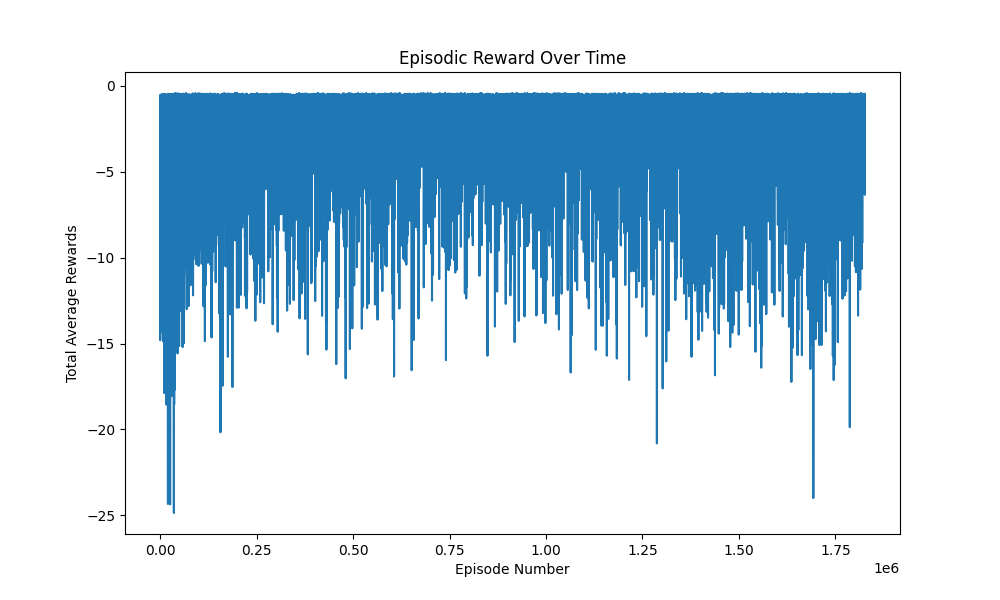 Episodic Reward Over Time
Total Average Rewards
0
−5
−10
−15
−20
−25
0.00 0.25 0.50 0.75 1.00 1.25 1.50 1.75
1e6
Episode Number